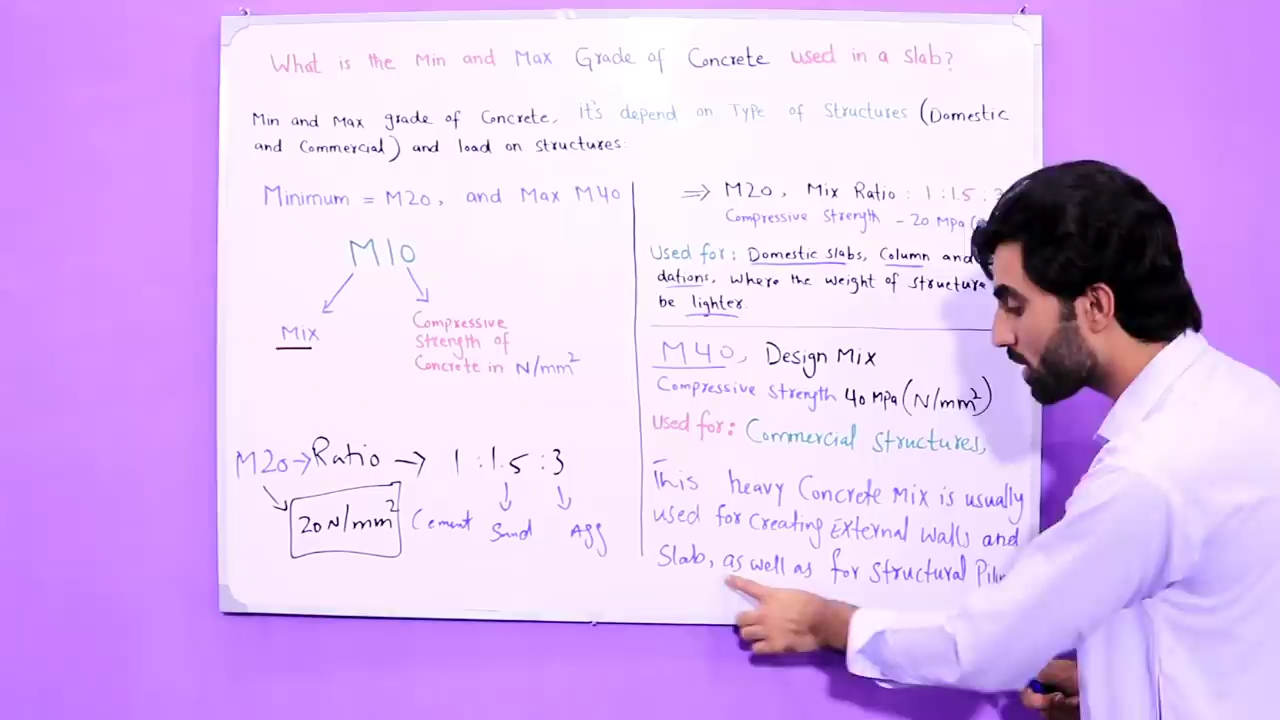 What is the Min and Max Grade of Concrete used in a Slab?
Min and Max grade of Concrete, it's depend on Type of Structures (Domestic
and Commercial) and load on structures.
Minimum = M20, and Max M40
M10
Mix
Compressive
Strength of
Concrete in N/mm²
M20 → Ratio → 1 : 1.5 : 3
20 N/mm²
Cement Sand Agg
⇒ M20, Mix Ratio : 1 : 1.5 :
Compressive Strength - 20 Mpa
Used for: Domestic slabs, Column and
dations, where the weight of structure
be lighter.
M40, Design Mix
Compressive Strength 40 Mpa (N/mm²)
Used for: Commercial structures,
This heavy Concrete Mix is usually
used for creating External walls and
Slab, as well as for structural